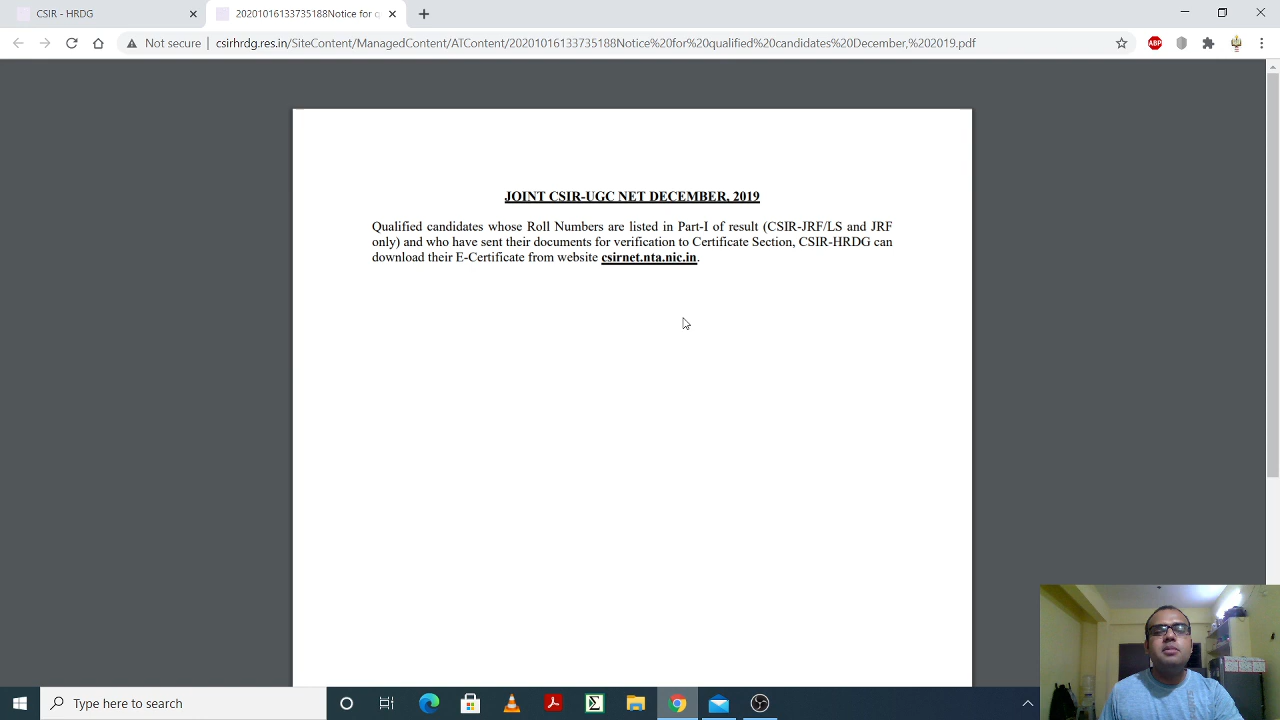 CSIR - HRDG
20201016133735188Notice for q
Not secure
csirhrdg.res.in/SiteContent/ManagedContent/ATContent/20201016133735188Notice%20for%20qualified%20candidates%20December,%202019.pdf
ABP
JOINT CSIR-UGC NET DECEMBER, 2019
Qualified candidates whose Roll Numbers are listed in Part-I of result (CSIR-JRF/LS and JRF
only) and who have sent their documents for verification to Certificate Section, CSIR-HRDG can
download their E-Certificate from website csirnet.nta.nic.in.
Type here to search